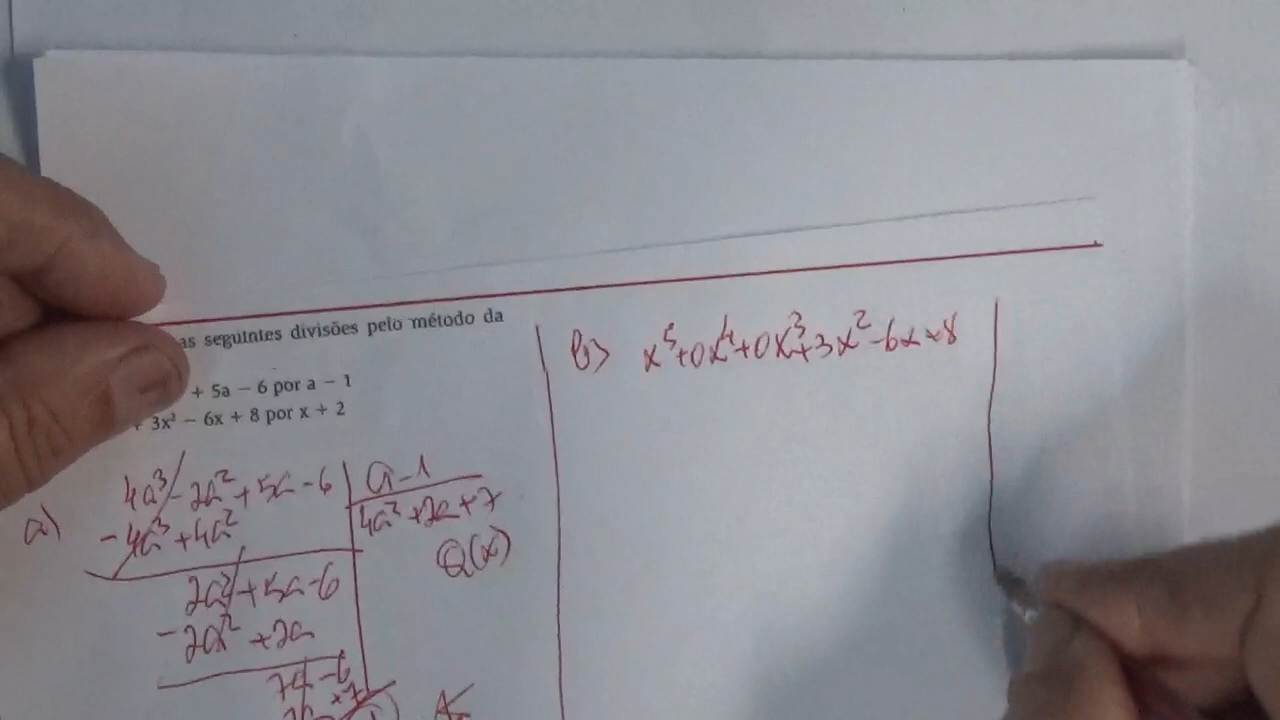 as seguintes divisões pelo método da
+ 5a − 6 por a − 1
+ 3x² − 6x + 8 por x + 2
a) 4a³ - 2a² + 5a - 6 | a - 1
- 4a³ + 4a² 4a² + 2a + 7
2a² + 5a - 6 Q(x)
- 2a² + 2a
7a - 6
+7
b) x⁵+0x⁴+0x³+3x²-6x+8